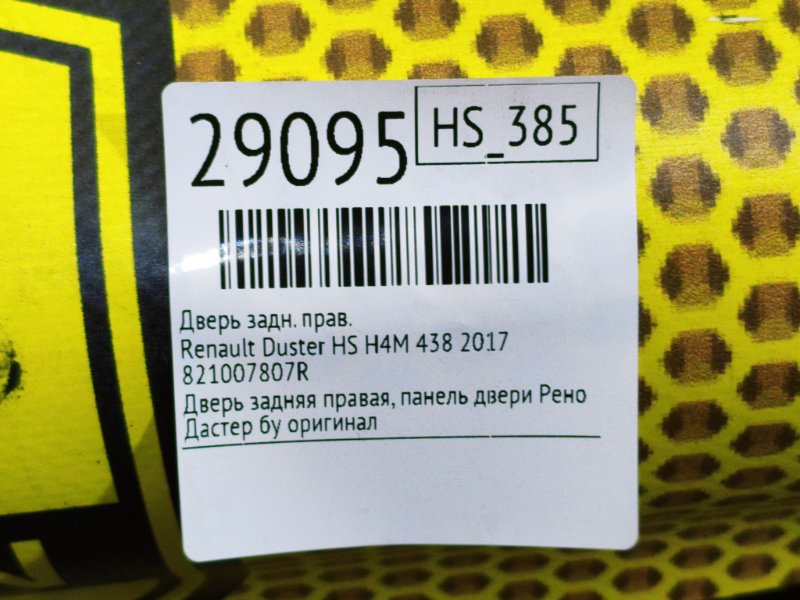 29095
HS_385
Дверь задн. прав.
Renault Duster HS H4M 438 2017
821007807R
Дверь задняя правая, панель двери Рено
Дастер бу оригинал